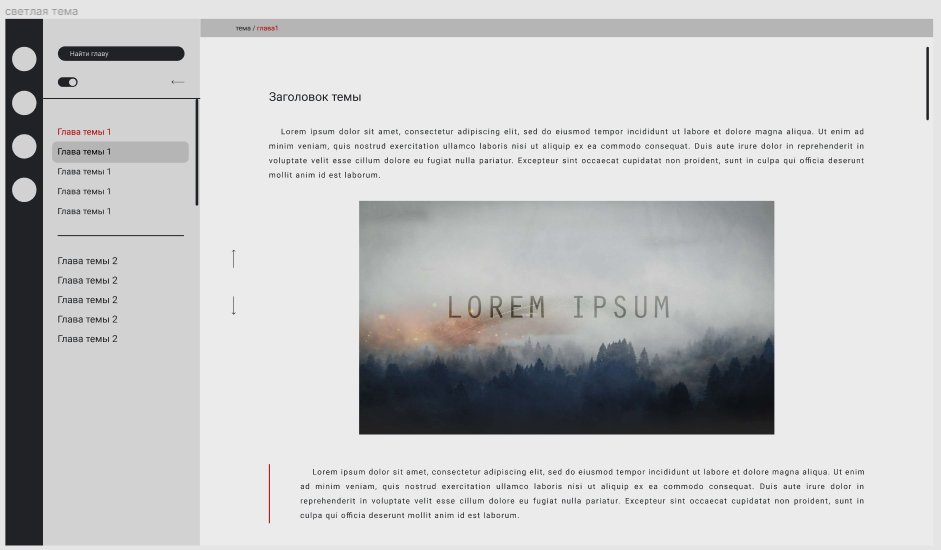 светлая тема
тема / глава1
Найти главу
Глава темы 1
Глава темы 1
Глава темы 1
Глава темы 1
Глава темы 1
Глава темы 2
Глава темы 2
Глава темы 2
Глава темы 2
Глава темы 2
Заголовок темы
Lorem ipsum dolor sit amet, consectetur adipiscing elit, sed do eiusmod tempor incididunt ut labore et dolore magna aliqua. Ut enim ad
minim veniam, quis nostrud exercitation ullamco laboris nisi ut aliquip ex ea commodo consequat. Duis aute irure dolor in reprehenderit in
voluptate velit esse cillum dolore eu fugiat nulla pariatur. Excepteur sint occaecat cupidatat non proident, sunt in culpa qui officia deserunt
mollit anim id est laborum.
LOREM IPSUM
Lorem ipsum dolor sit amet, consectetur adipiscing elit, sed do eiusmod tempor incididunt ut labore et dolore magna aliqua. Ut enim
ad minim veniam, quis nostrud exercitation ullamco laboris nisi ut aliquip ex ea commodo consequat. Duis aute irure dolor in
reprehenderit in voluptate velit esse cillum dolore eu fugiat nulla pariatur. Excepteur sint occaecat cupidatat non proident, sunt in
culpa qui officia deserunt mollit anim id est laborum.